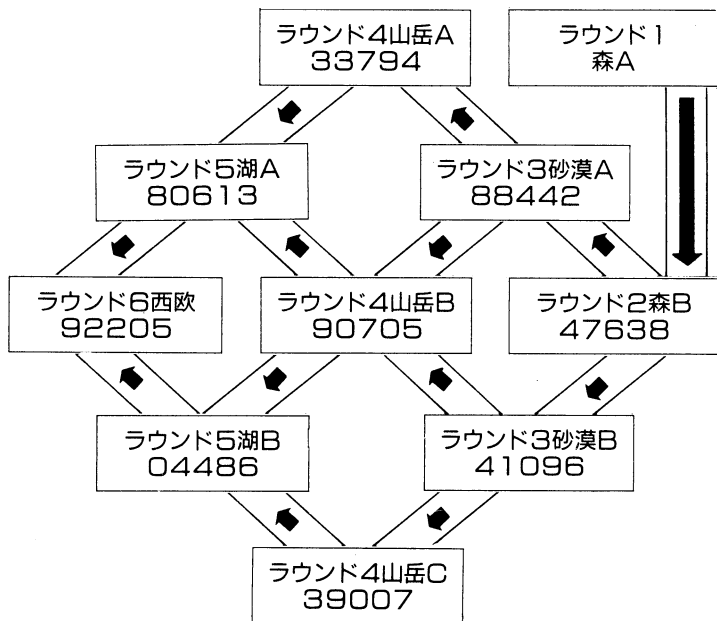 ラウンド4山岳A
33794
ラウンド1
森A
ラウンド5湖A
80613
ラウンド3砂漠A
88442
ラウンド6西欧
92205
ラウンド4山岳B
90705
ラウンド2森B
47638
ラウンド5湖B
04486
ラウンド3砂漠B
41096
ラウンド4山岳C
39007